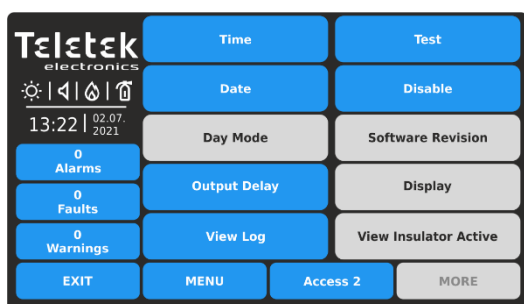 Teletek
electronics
13:22 02.07.
2021
0
Alarms
0
Faults
0
Warnings
Time
Test
Date
Disable
Day Mode
Software Revision
Output Delay
Display
View Log
View Insulator Active
EXIT
MENU
Access 2
MORE